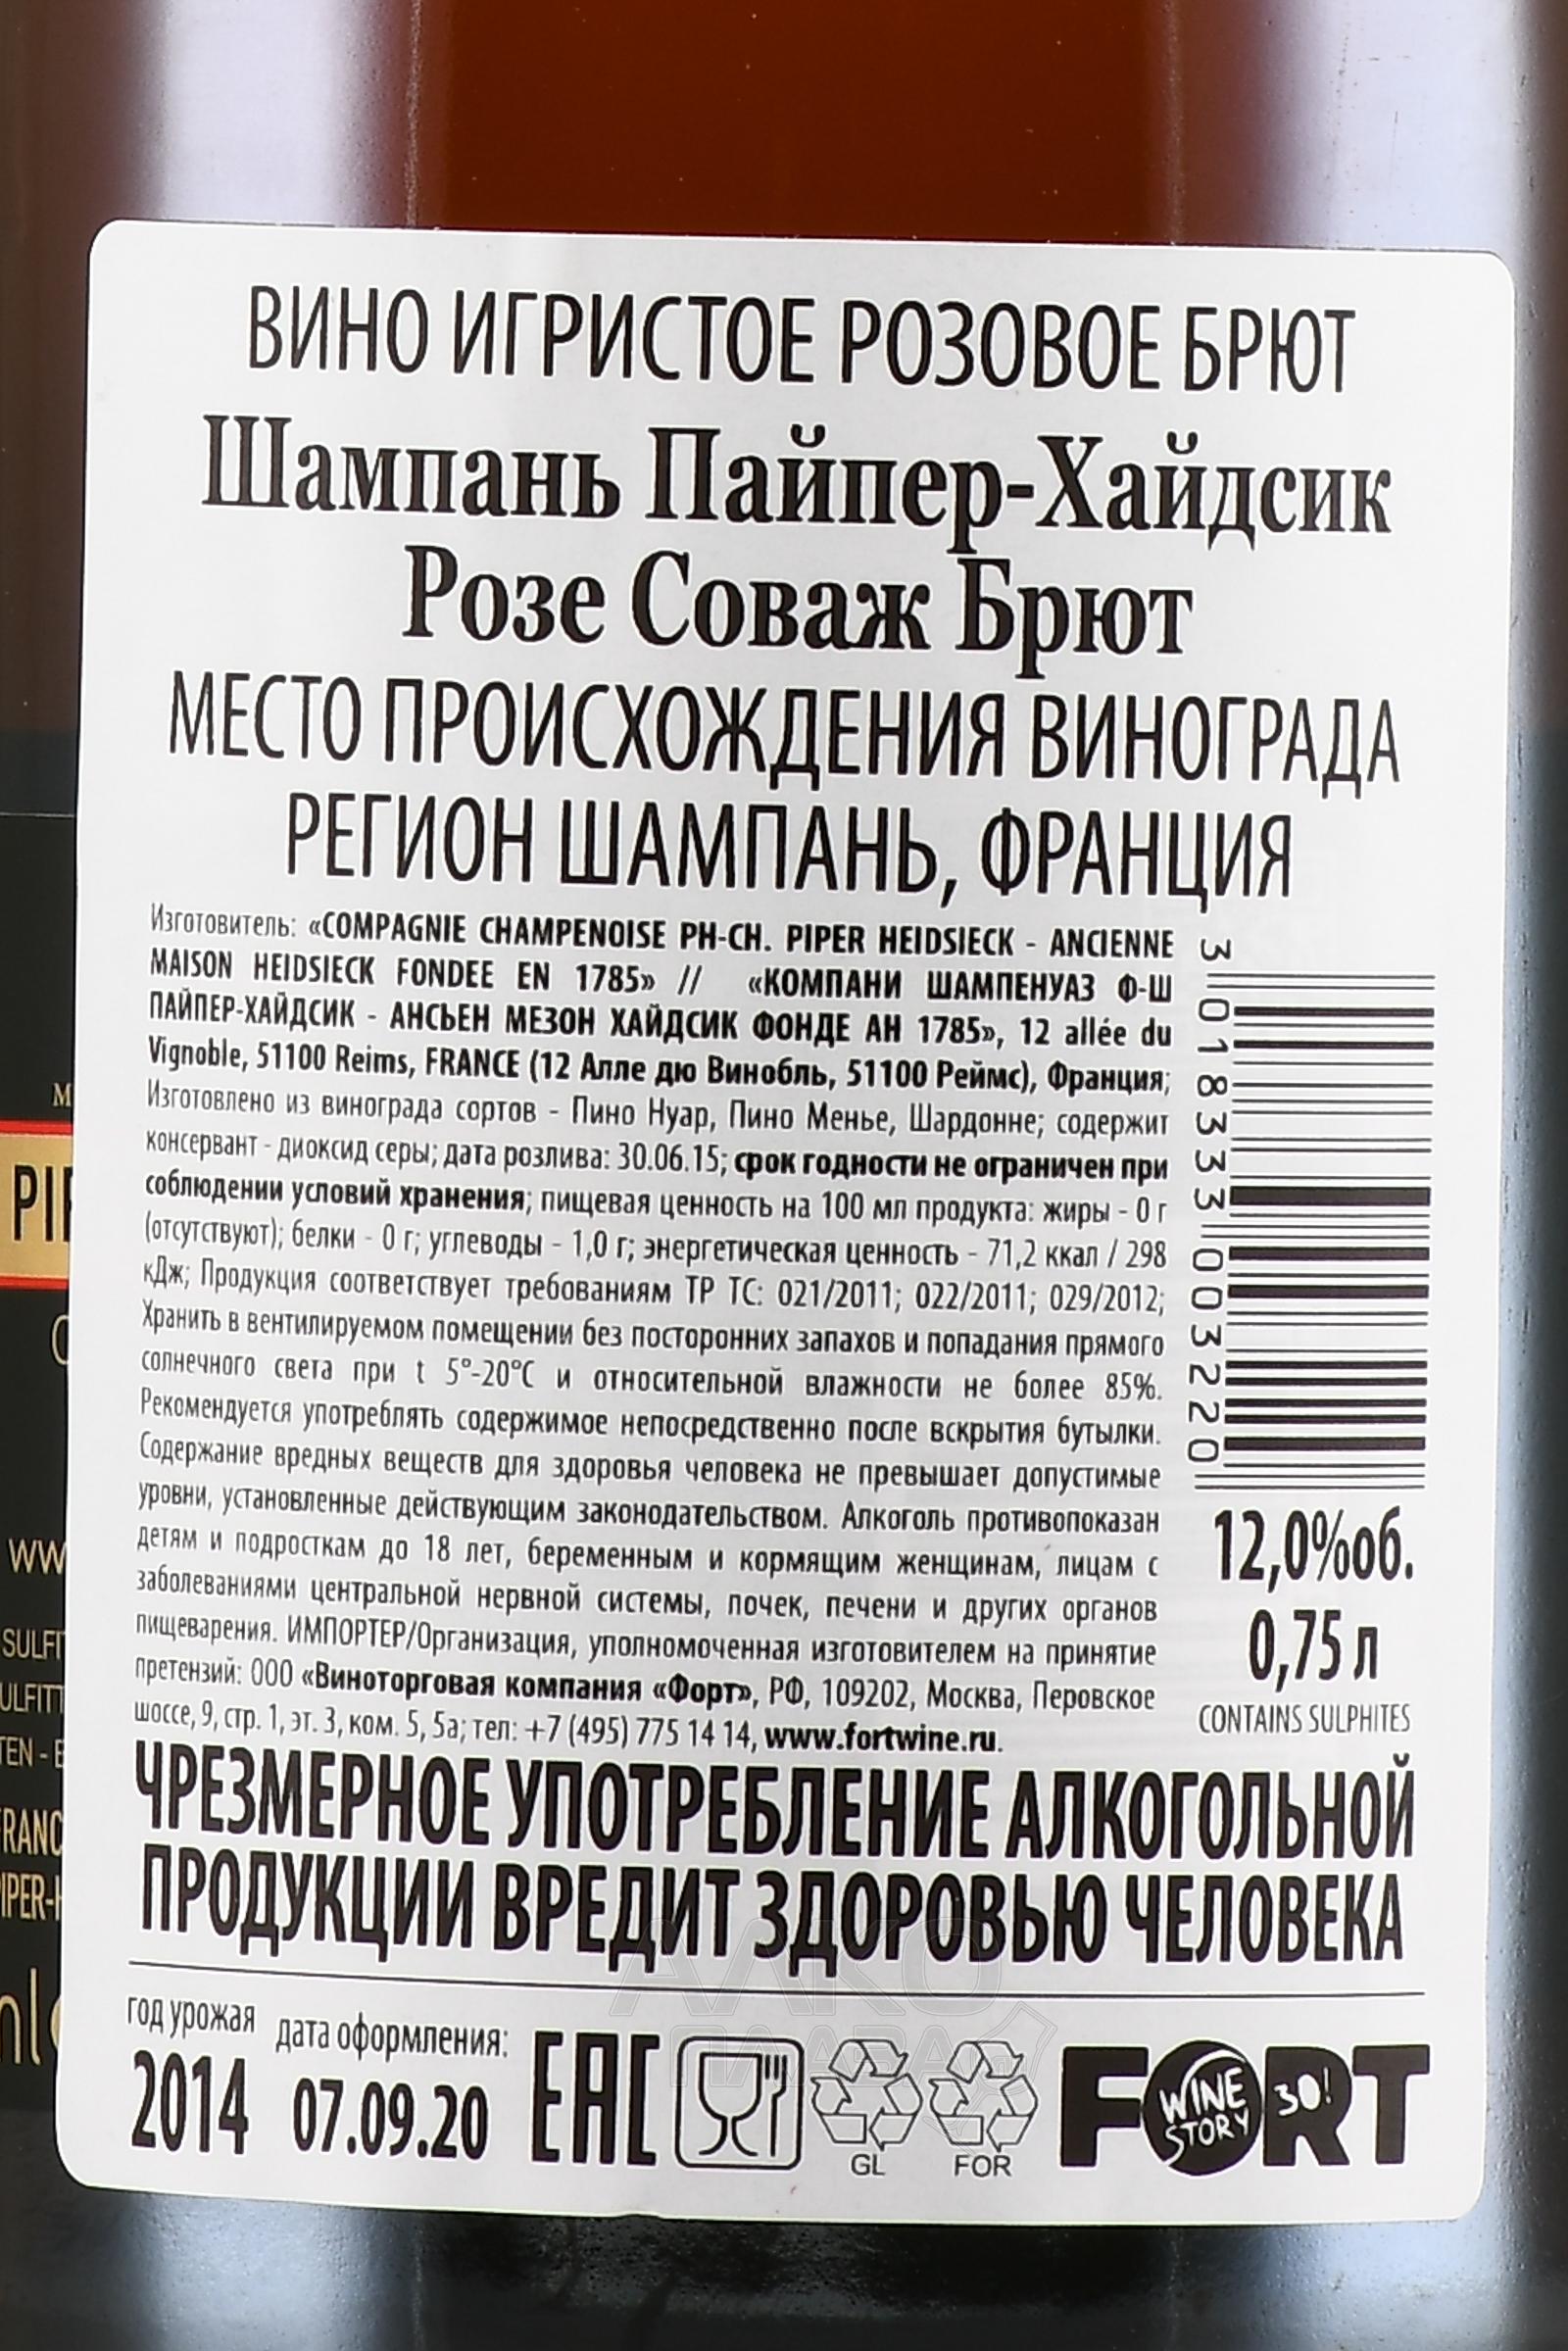 ВИНО ИГРИСТОЕ РОЗОВОЕ БРЮТ
Шампань Пайпер-Хайдсик
Розе Соваж Брют
МЕСТО ПРОИСХОЖДЕНИЯ ВИНОГРАДА
РЕГИОН ШАМПАНЬ, ФРАНЦИЯ
Изготовитель: «COMPAGNIE CHAMPENOISE PH-CH. PIPER HEIDSIECK - ANCIENNE
MAISON HEIDSIECK FONDEE EN 1785» // «КОМПАНИ ШАМПЕНУАЗ Ф-Ш
ПАЙПЕР-ХАЙДСИК - АНСЬЕН МЕЗОН ХАЙДСИК ФОНДЕ АН 1785», 12 allée du
Vignoble, 51100 Reims, FRANCE (12 Алле дю Винобль, 51100 Реймс), Франция;
Изготовлено из винограда сортов - Пино Нуар, Пино Менье, Шардонне; содержит
консервант - диоксид серы; дата розлива: 30.06.15; срок годности не ограничен при
соблюдении условий хранения; пищевая ценность на 100 мл продукта: жиры - 0 г
(отсутствуют); белки - 0 г; углеводы - 1,0 г; энергетическая ценность - 71,2 ккал / 298
кДж; Продукция соответствует требованиям ТР ТС: 021/2011; 022/2011; 029/2012;
Хранить в вентилируемом помещении без посторонних запахов и попадания прямого
солнечного света при t 5°-20°C и относительной влажности не более 85%.
Рекомендуется употреблять содержимое непосредственно после вскрытия бутылки.
Содержание вредных веществ для здоровья человека не превышает допустимые
уровни, установленные действующим законодательством. Алкоголь противопоказан
детям и подросткам до 18 лет, беременным и кормящим женщинам, лицам с
заболеваниями центральной нервной системы, почек, печени и других органов
пищеварения. ИМПОРТЕР/Организация, уполномоченная изготовителем на принятие
претензий: ООО «Виноторговая компания «Форт», РФ, 109202, Москва, Перовское
шоссе, 9, стр. 1, эт. 3, ком. 5, 5а; тел: +7 (495) 775 14 14, www.fortwine.ru.
3 018333 003220
12,0%об.
0,75 л
CONTAINS SULPHITES
ЧРЕЗМЕРНОЕ УПОТРЕБЛЕНИЕ АЛКОГОЛЬНОЙ
ПРОДУКЦИИ ВРЕДИТ ЗДОРОВЬЮ ЧЕЛОВЕКА
год урожая
2014
дата оформления:
07.09.20
EAC
GL
FOR
FORT
WINE
STORY
30!